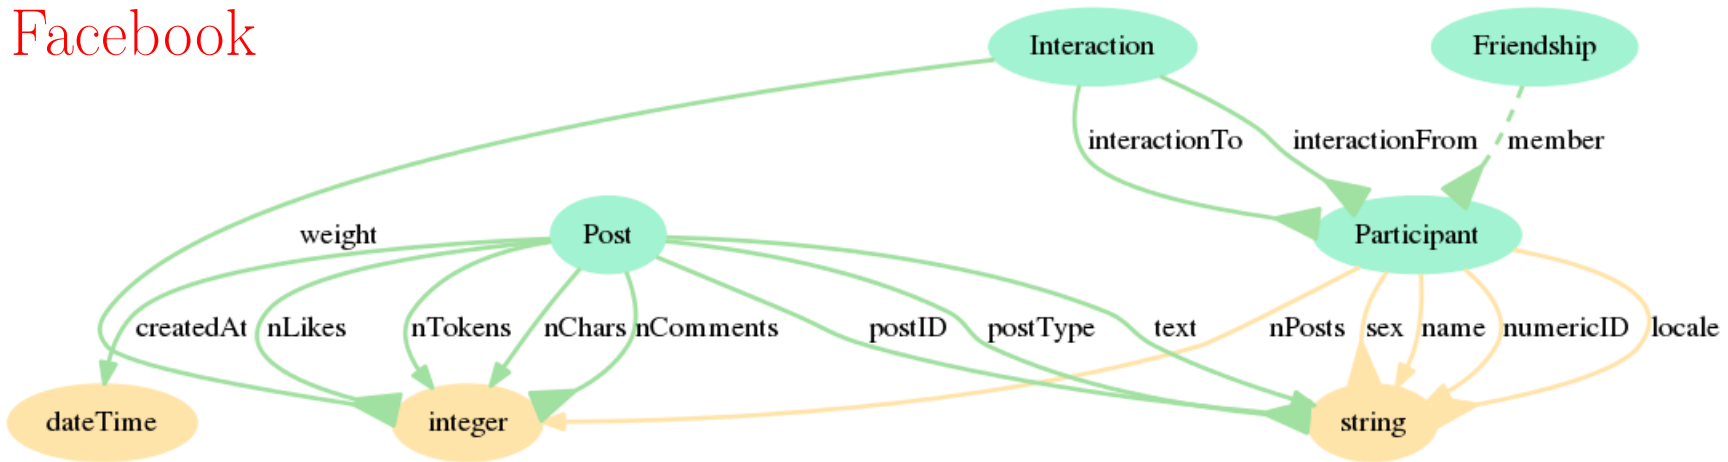 Facebook
Interaction
Friendship
interactionTo
interactionFrom
member
weight
Post
Participant
createdAt
nLikes
nTokens
nChars
nComments
postID
postType
text
nPosts
sex
name
numericID
locale
dateTime
integer
string